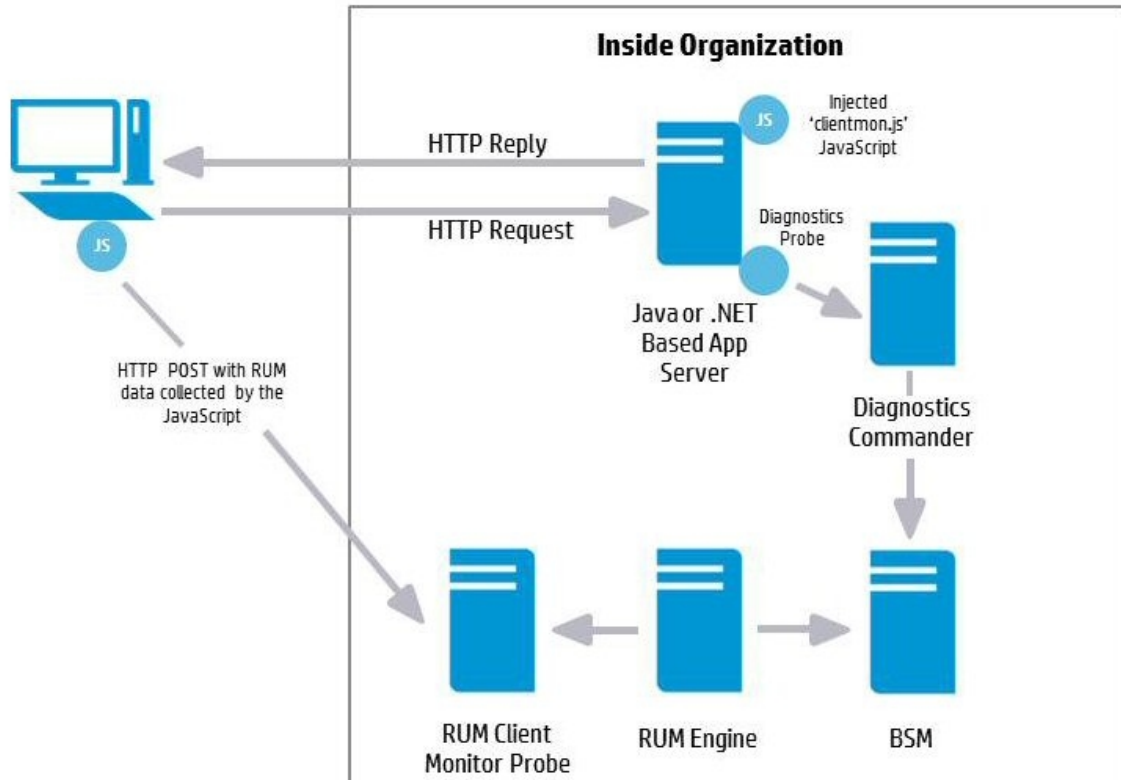 Inside Organization
JS
Injected
'clientmon.js'
JavaScript
HTTP Reply
HTTP Request
JS
Diagnostics
Probe
Java or .NET
Based App
Server
HTTP POST with RUM
data collected by the
JavaScript
Diagnostics
Commander
RUM Client
Monitor Probe
RUM Engine
BSM